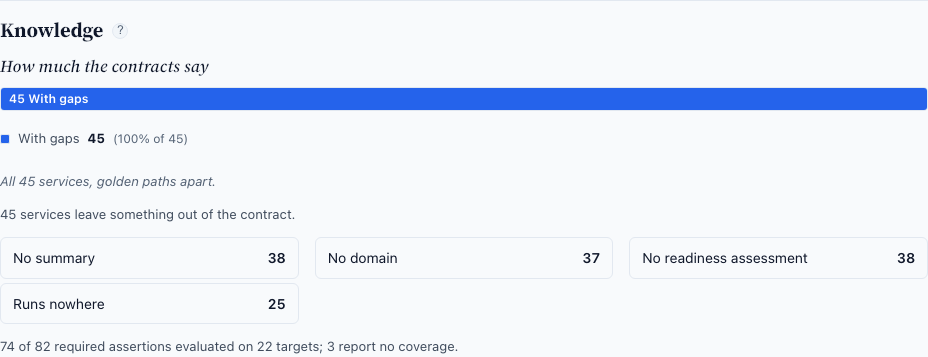 Knowledge ?
How much the contracts say
45 With gaps
With gaps 45 (100% of 45)
All 45 services, golden paths apart.
45 services leave something out of the contract.
No summary 38
No domain 37
No readiness assessment 38
Runs nowhere 25
74 of 82 required assertions evaluated on 22 targets; 3 report no coverage.